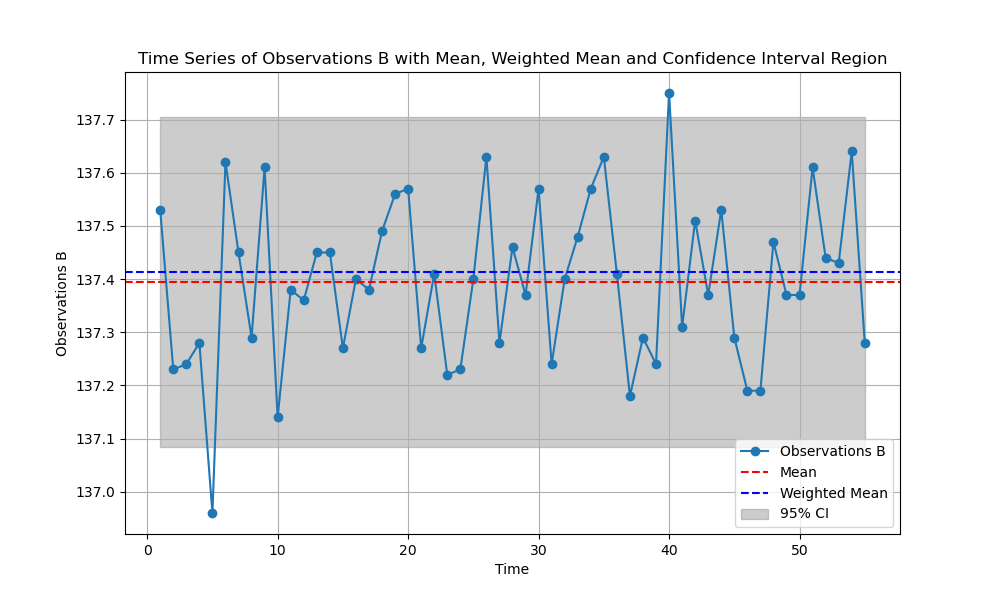 Time Series of Observations B with Mean, Weighted Mean and Confidence Interval Region
Observations B
137.7
137.6
137.5
137.4
137.3
137.2
137.1
137.0
Observations B
Mean
Weighted Mean
95% CI
0 10 20 30 40 50
Time